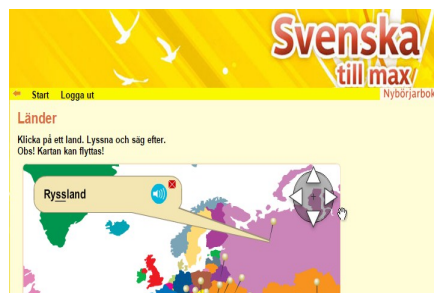 Svenska
till max
Nybörjarbok
Start Logga ut
Länder
Klicka på ett land. Lyssna och säg efter.
Obs! Kartan kan flyttas!
Ryssland